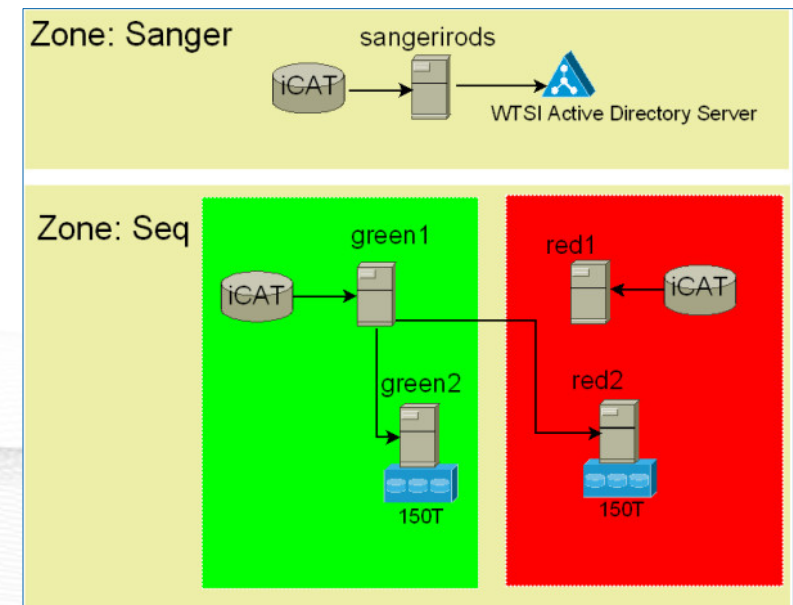 Zone: Sanger
sangerirods
iCAT
WTSI Active Directory Server
Zone: Seq
green1
iCAT
green2
150T
red1
iCAT
red2
150T